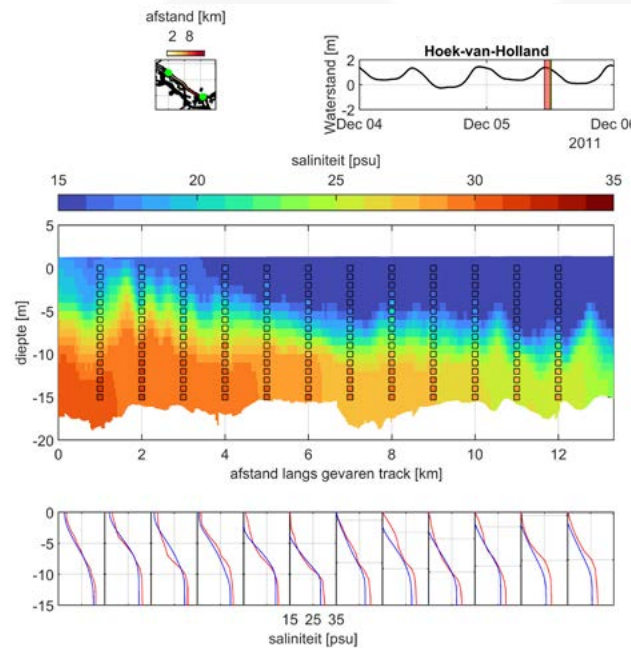 afstand [km]
2 8
Hoek-van-Holland
Waterstand [m]
2
0
-2
Dec 04 Dec 05 Dec 06
2011
saliniteit [psu]
15 20 25 30 35
diepte [m]
5
0
-5
-10
-15
-20
0 2 4 6 8 10 12
afstand langs gevaren track [km]
0
-5
-10
-15
15 25 35
saliniteit [psu]